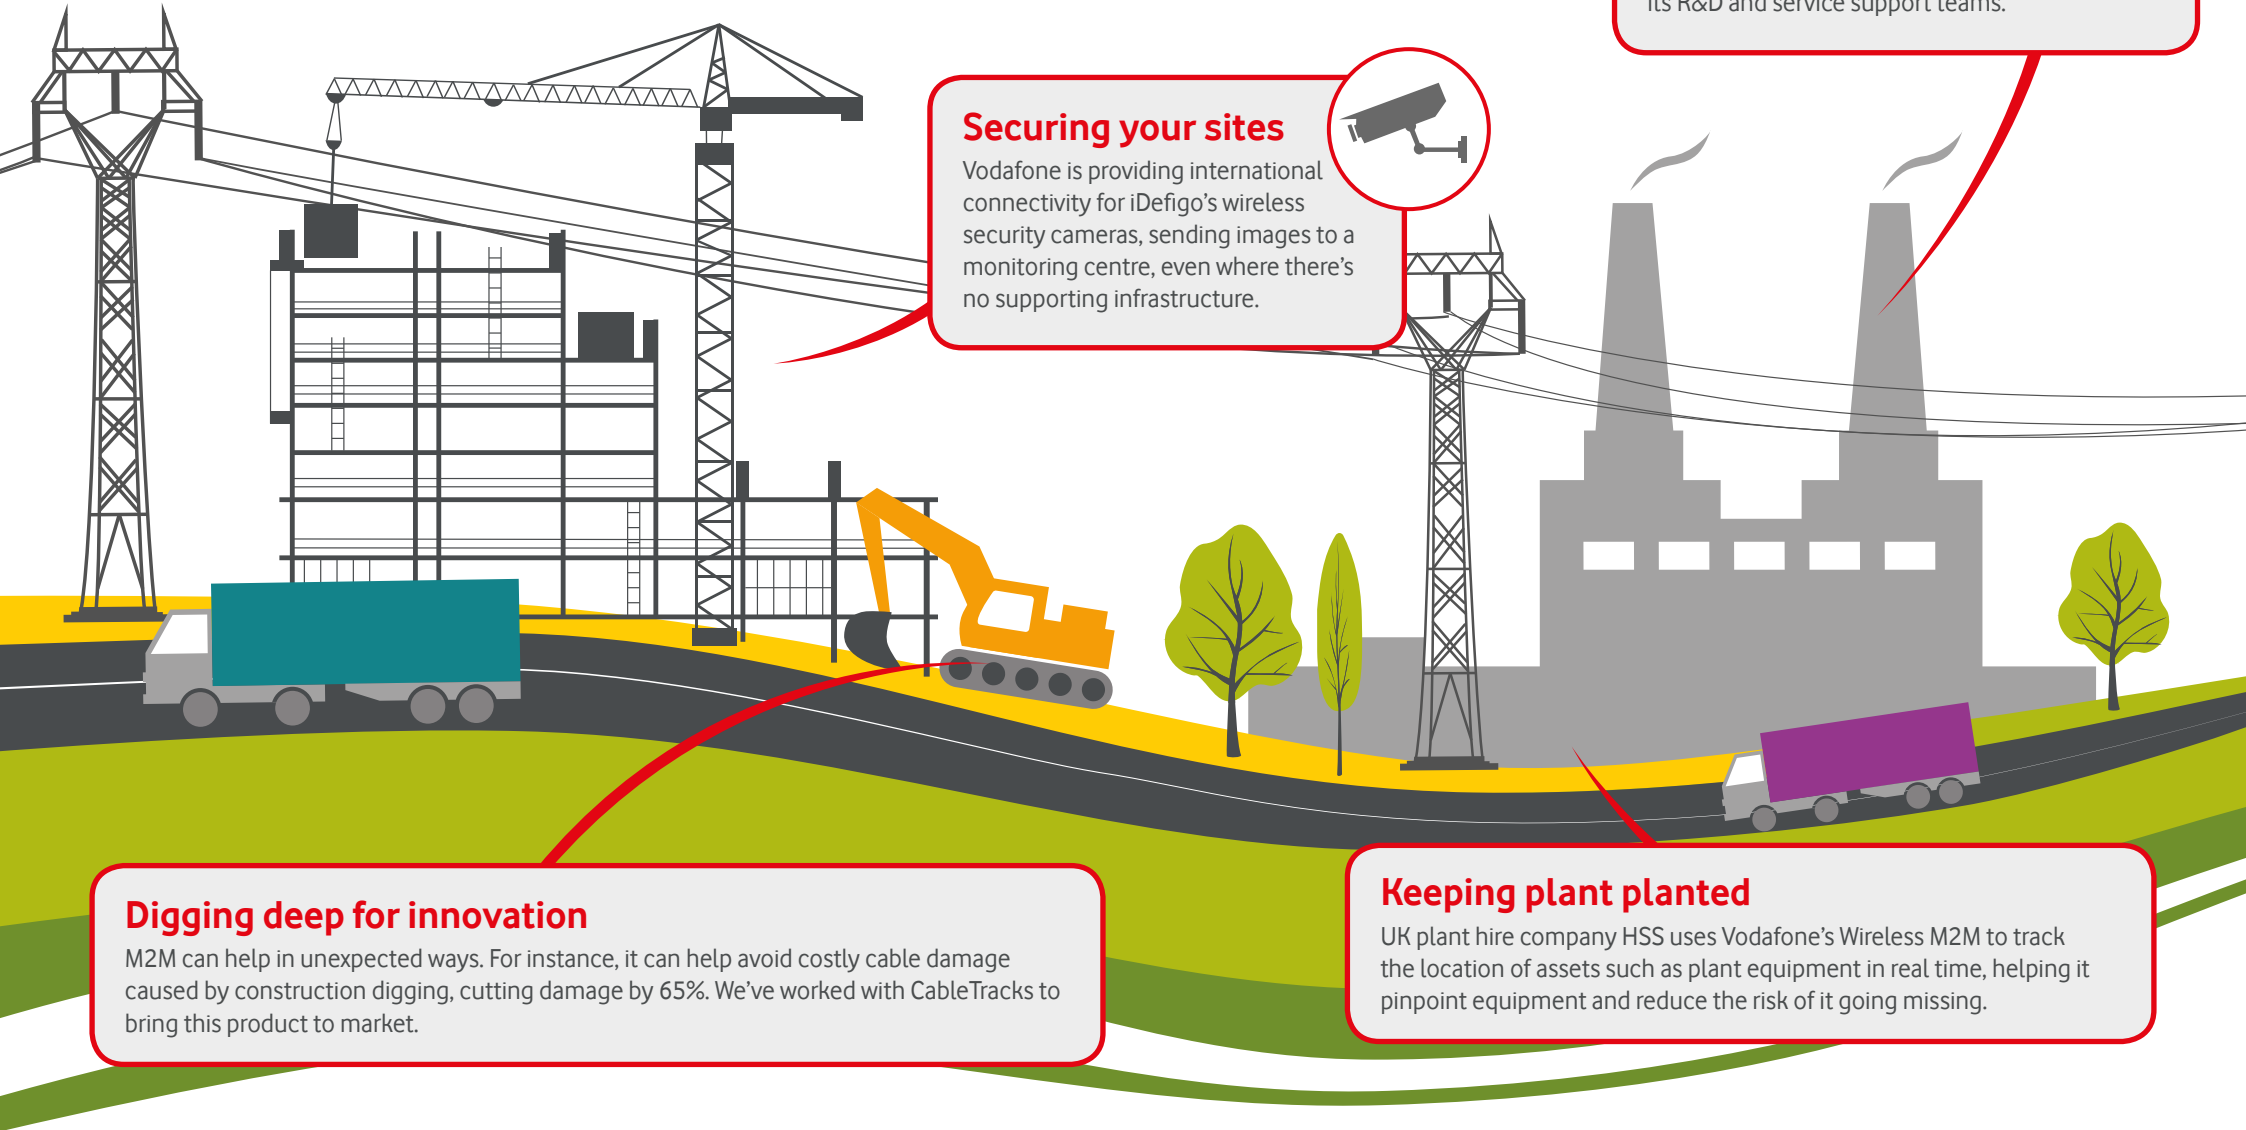 its R&D and service support teams.
Securing your sites
Vodafone is providing international
connectivity for iDefigo’s wireless
security cameras, sending images to a
monitoring centre, even where there’s
no supporting infrastructure.
Digging deep for innovation
M2M can help in unexpected ways. For instance, it can help avoid costly cable damage
caused by construction digging, cutting damage by 65%. We’ve worked with CableTracks to
bring this product to market.
Keeping plant planted
UK plant hire company HSS uses Vodafone’s Wireless M2M to track
the location of assets such as plant equipment in real time, helping it
pinpoint equipment and reduce the risk of it going missing.